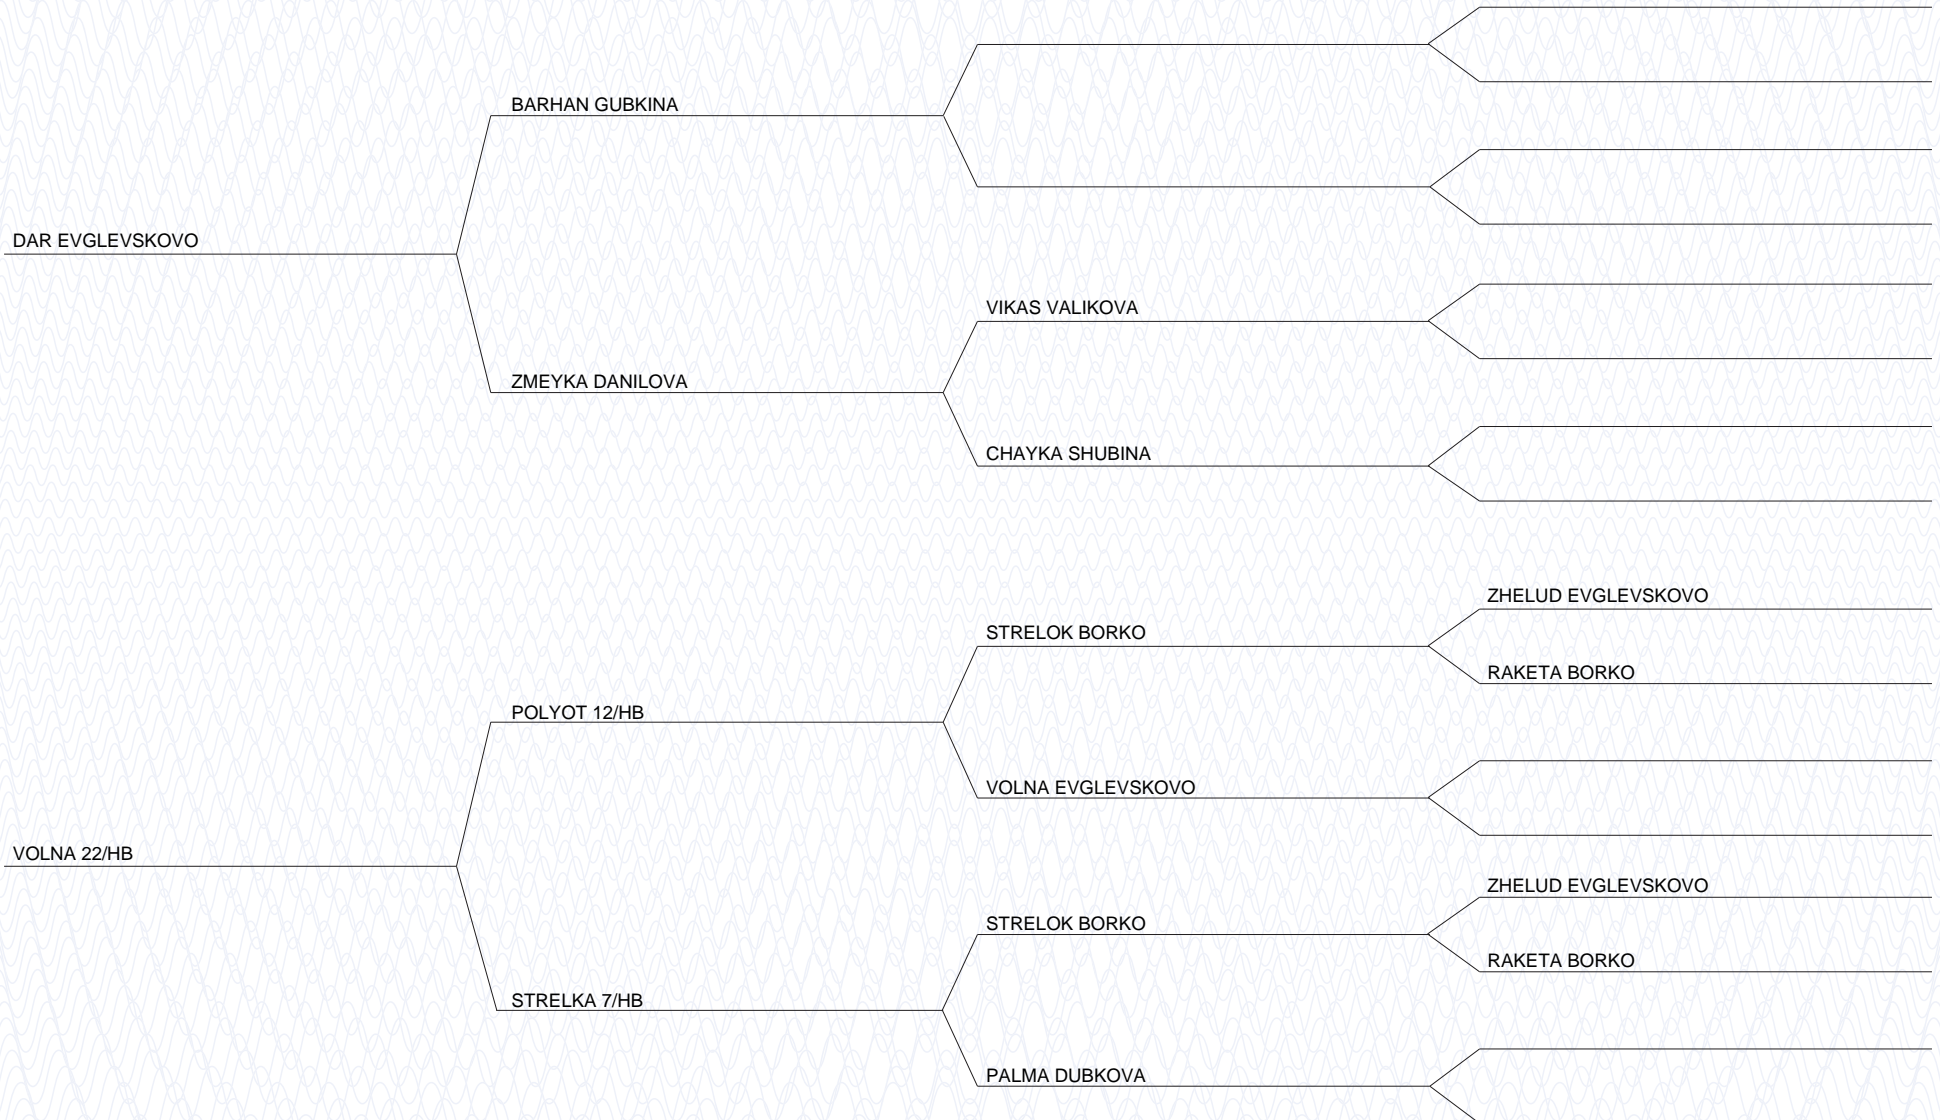 BARHAN GUBKINA
DAR EVGLEVSKOVO
VIKAS VALIKOVA
ZMEYKA DANILOVA
CHAYKA SHUBINA
ZHELUD EVGLEVSKOVO
STRELOK BORKO
RAKETA BORKO
POLYOT 12/HB
VOLNA EVGLEVSKOVO
VOLNA 22/HB
ZHELUD EVGLEVSKOVO
STRELOK BORKO
RAKETA BORKO
STRELKA 7/HB
PALMA DUBKOVA